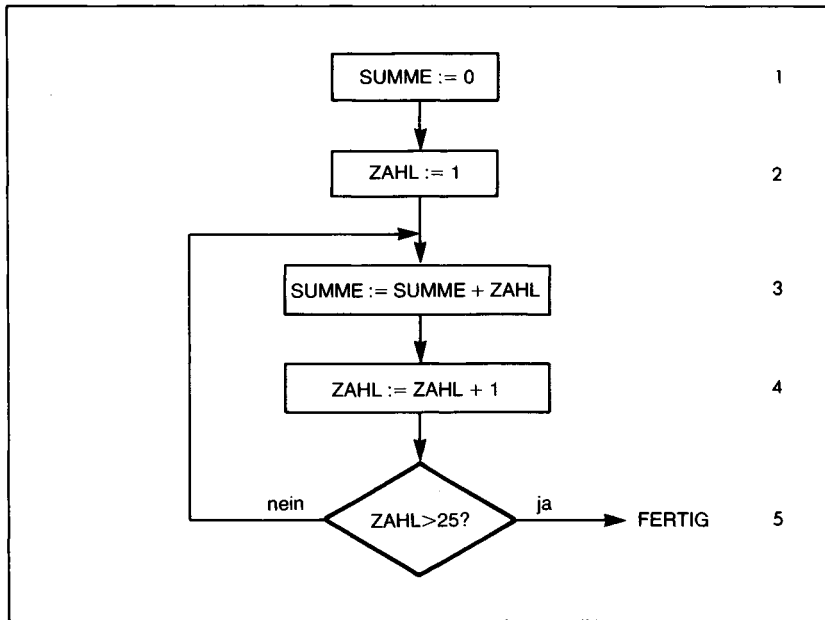 SUMME := 0 1
ZAHL := 1 2
SUMME := SUMME + ZAHL 3
ZAHL := ZAHL + 1 4
nein ZAHL>25? ja FERTIG 5